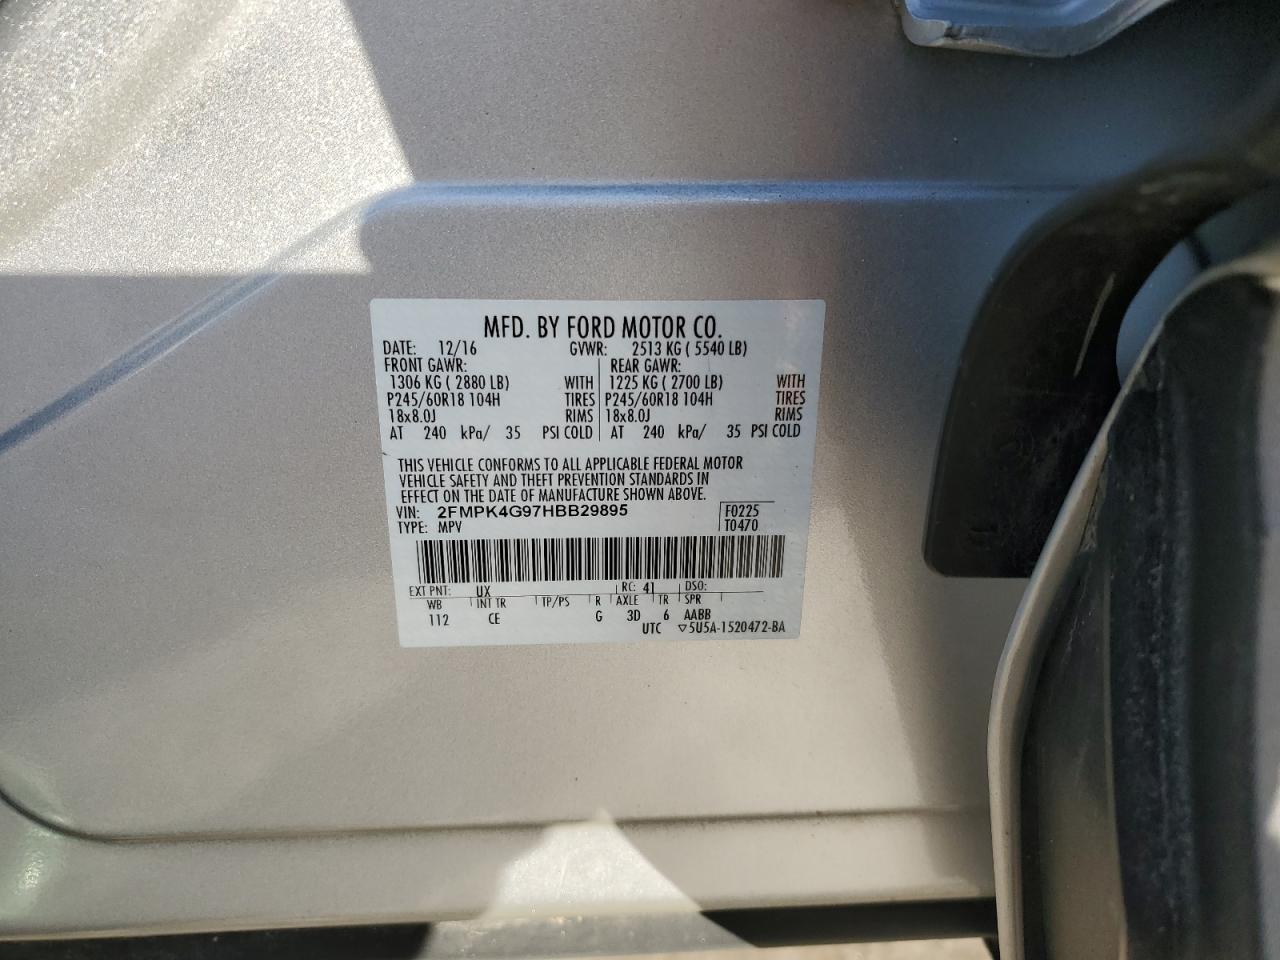 MFD. BY FORD MOTOR CO.
DATE: 12/16 GVWR: 2513 KG ( 5540 LB)
FRONT GAWR: REAR GAWR:
1306 KG ( 2880 LB) WITH 1225 KG ( 2700 LB) WITH
P245/60R18 104H TIRES P245/60R18 104H TIRES
18x8.0J RIMS 18x8.0J RIMS
AT 240 kPa/ 35 PSI COLD AT 240 kPa/ 35 PSI COLD
THIS VEHICLE CONFORMS TO ALL APPLICABLE FEDERAL MOTOR
VEHICLE SAFETY AND THEFT PREVENTION STANDARDS IN
EFFECT ON THE DATE OF MANUFACTURE SHOWN ABOVE.
VIN: 2FMPK4G97HBB29895 F0225
TYPE: MPV T0470
EXT PNT: UX RC: 41 DSO:
WB INT TR TP/PS R AXLE TR SPR
112 CE G 3D 6 AABB
UTC ▽5U5A-1520472-BA